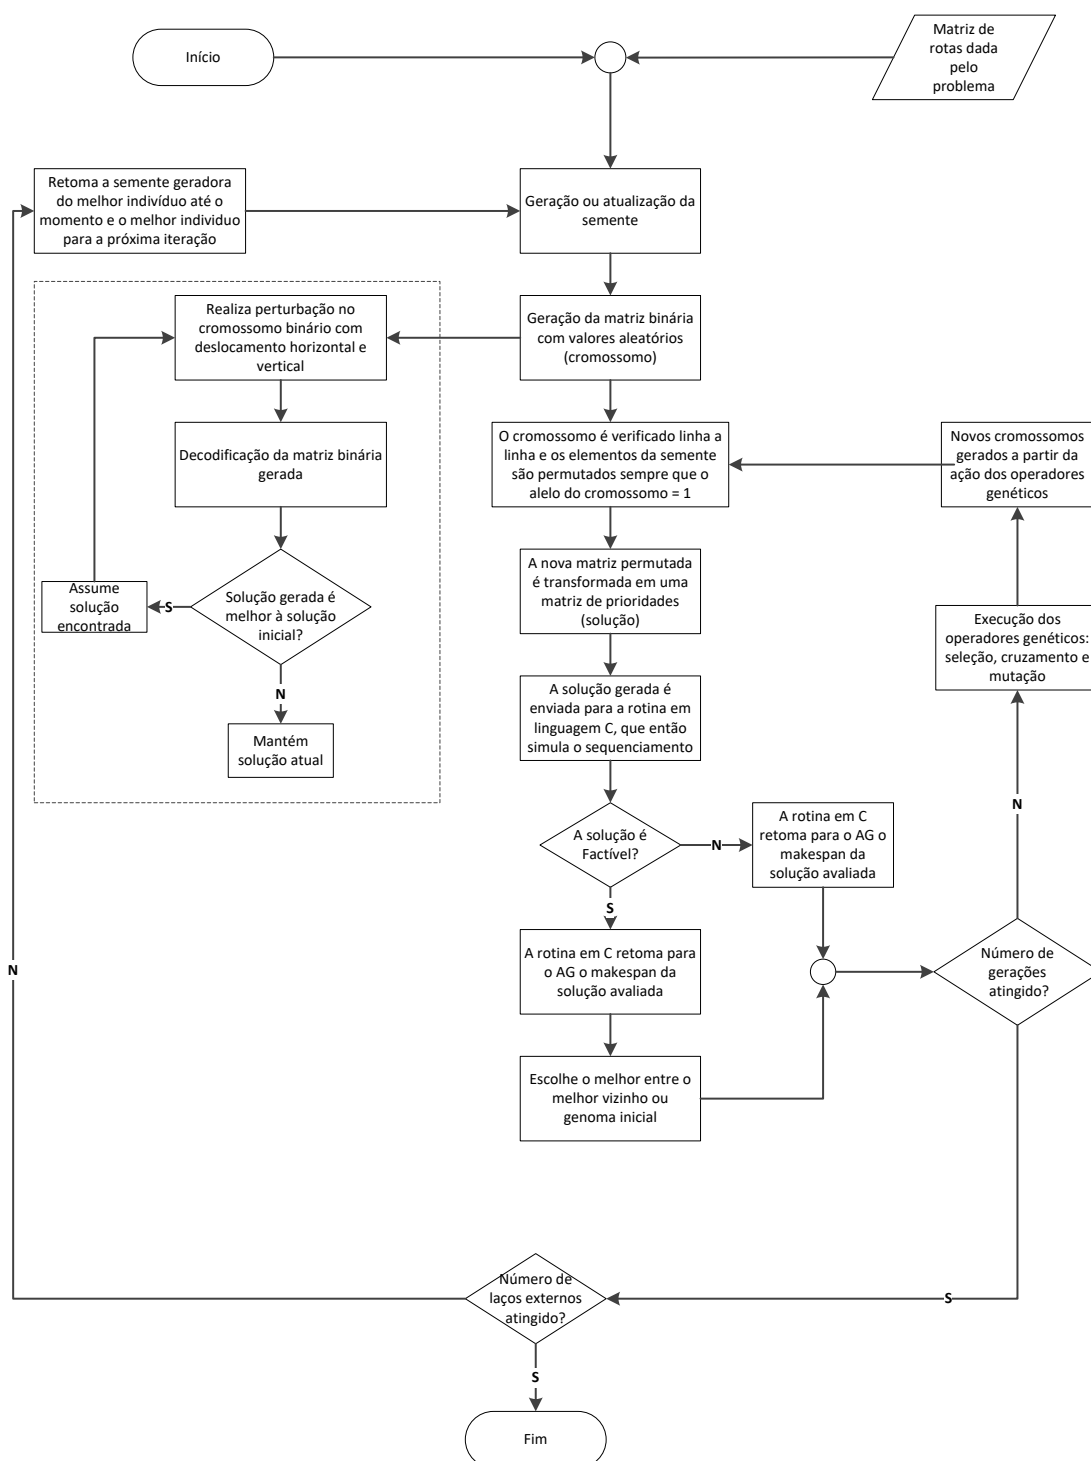 Início
Matriz de
rotas dada
pelo
problema
Retoma a semente geradora
do melhor indivíduo até o
momento e o melhor individuo
para a próxima iteração
Geração ou atualização da
semente
Realiza perturbação no
cromossomo binário com
deslocamento horizontal e
vertical
Geração da matriz binária
com valores aleatórios
(cromossomo)
Decodificação da matriz binária
gerada
O cromossomo é verificado linha a
linha e os elementos da semente
são permutados sempre que o
alelo do cromossomo = 1
Novos cromossomos
gerados a partir da
ação dos operadores
genéticos
Assume
solução
encontrada
S
Solução gerada é
melhor à solução
inicial?
A nova matriz permutada
é transformada em uma
matriz de prioridades
(solução)
Execução dos
operadores genéticos:
seleção, cruzamento e
mutação
N
Mantém
solução atual
A solução gerada é
enviada para a rotina em
linguagem C, que então
simula o sequenciamento
N
A solução é
Factível?
N
A rotina em C
retoma para o AG o
makespan da
solução avaliada
S
A rotina em C retoma para
o AG o makespan da
solução avaliada
Número de
gerações
atingido?
N
Escolhe o melhor entre o
melhor vizinho ou
genoma inicial
Número de
laços externos
atingido?
S
S
Fim